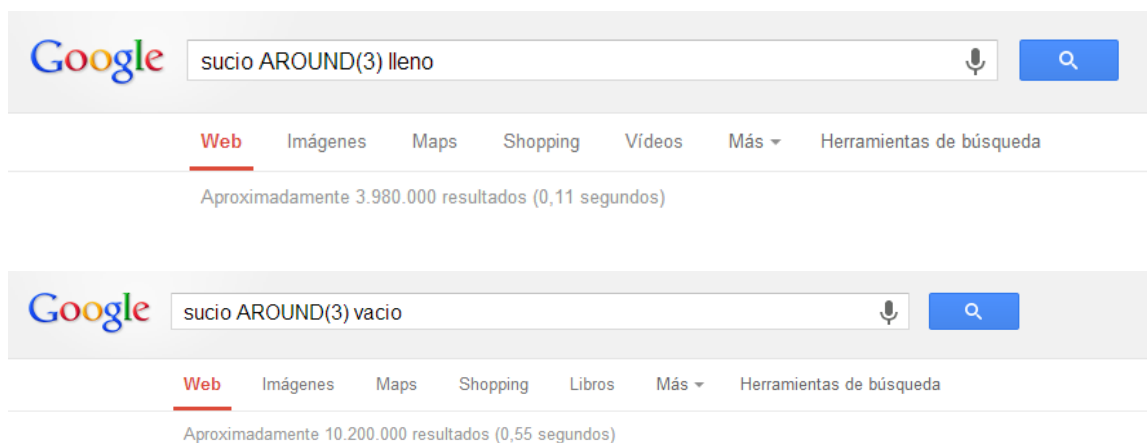 Google sucio AROUND(3) lleno
Web Imágenes Maps Shopping Vídeos Más Herramientas de búsqueda
Aproximadamente 3.980.000 resultados (0,11 segundos)
Google sucio AROUND(3) vacio
Web Imágenes Maps Shopping Libros Más Herramientas de búsqueda
Aproximadamente 10.200.000 resultados (0,55 segundos)